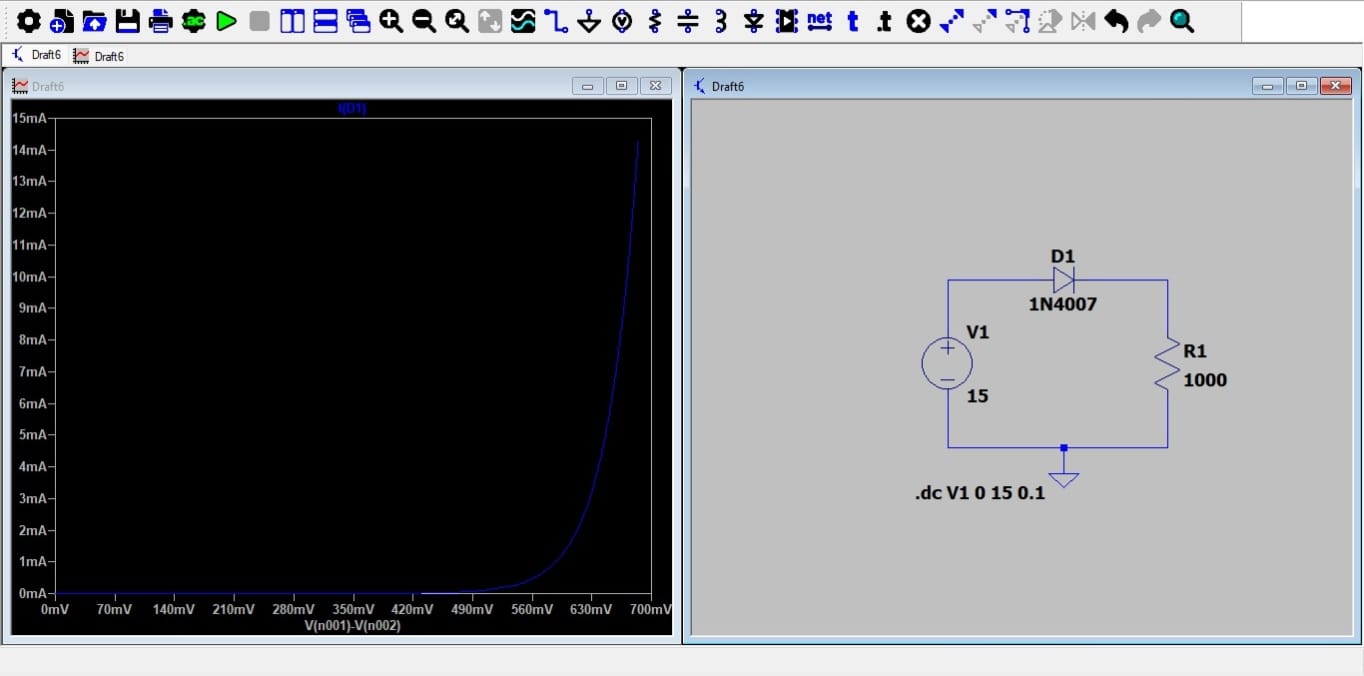 .ac
net
t
.t
Draft6
Draft6
Draft6
I(D1)
15mA
14mA
13mA
12mA
11mA
10mA
9mA
8mA
7mA
6mA
5mA
4mA
3mA
2mA
1mA
0mA
0mV 70mV 140mV 210mV 280mV 350mV 420mV 490mV 560mV 630mV 700mV
V(n001)-V(n002)
Draft6
D1
1N4007
V1
15
R1
1000
.dc V1 0 15 0.1